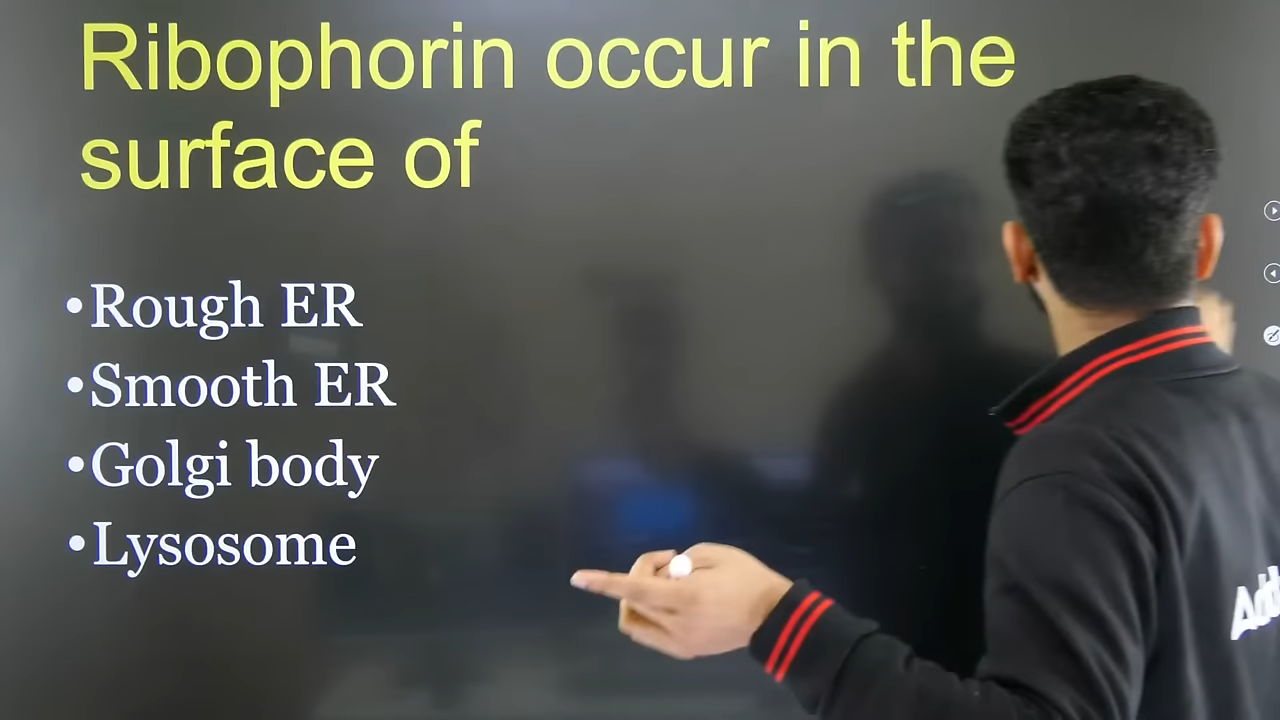 Ribophorin occur in the
surface of
•Rough ER
•Smooth ER
•Golgi body
•Lysosome